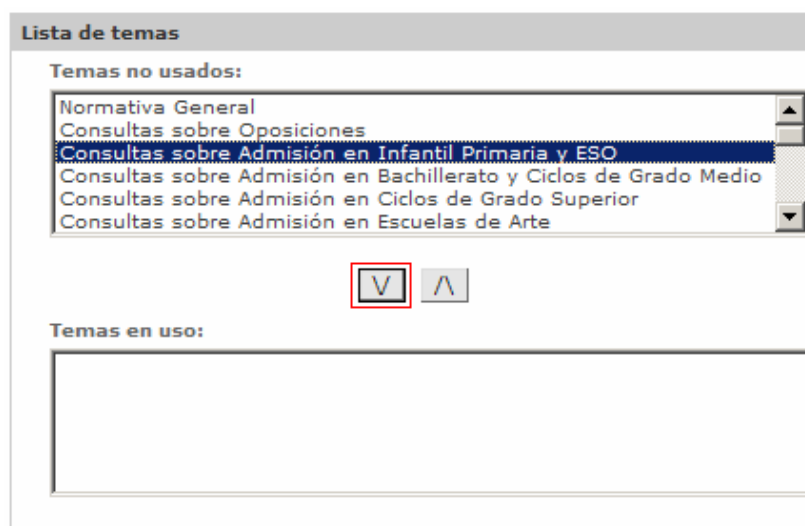 Lista de temas
Temas no usados:
Normativa General
Consultas sobre Oposiciones
Consultas sobre Admisión en Infantil Primaria y ESO
Consultas sobre Admisión en Bachillerato y Ciclos de Grado Medio
Consultas sobre Admisión en Ciclos de Grado Superior
Consultas sobre Admisión en Escuelas de Arte
\/ /\
Temas en uso: